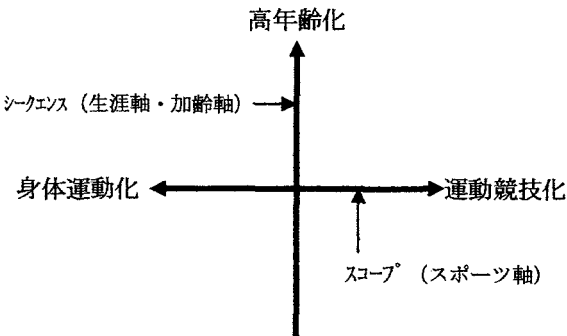 高年齢化
シークエンス（生涯軸・加齢軸）
身体運動化
運動競技化
スコープ（スポーツ軸）